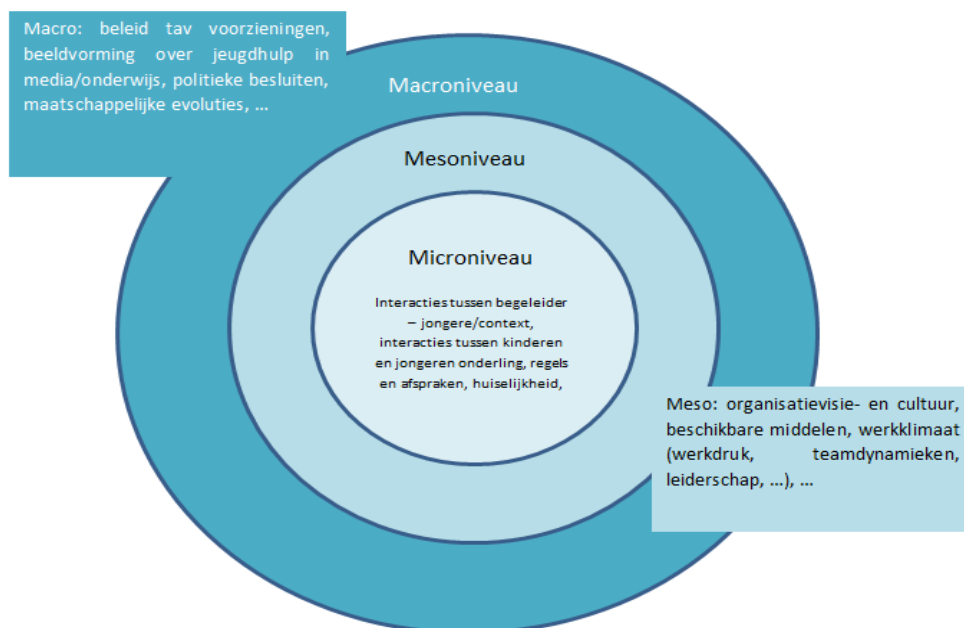 Macro: beleid tav voorzieningen,
beeldvorming over jeugdhulp in
media/onderwijs, politieke besluiten,
maatschappelijke evoluties, ...
Macroniveau
Mesoniveau
Microniveau
Interacties tussen begeleider
– jongere/context,
interacties tussen kinderen
en jongeren onderling, regels
en afspraken, huiselijkheid,
Meso: organisatievisie- en cultuur,
beschikbare middelen, werkklimaat
(werkdruk, teamdynamieken,
leiderschap, ...), ...